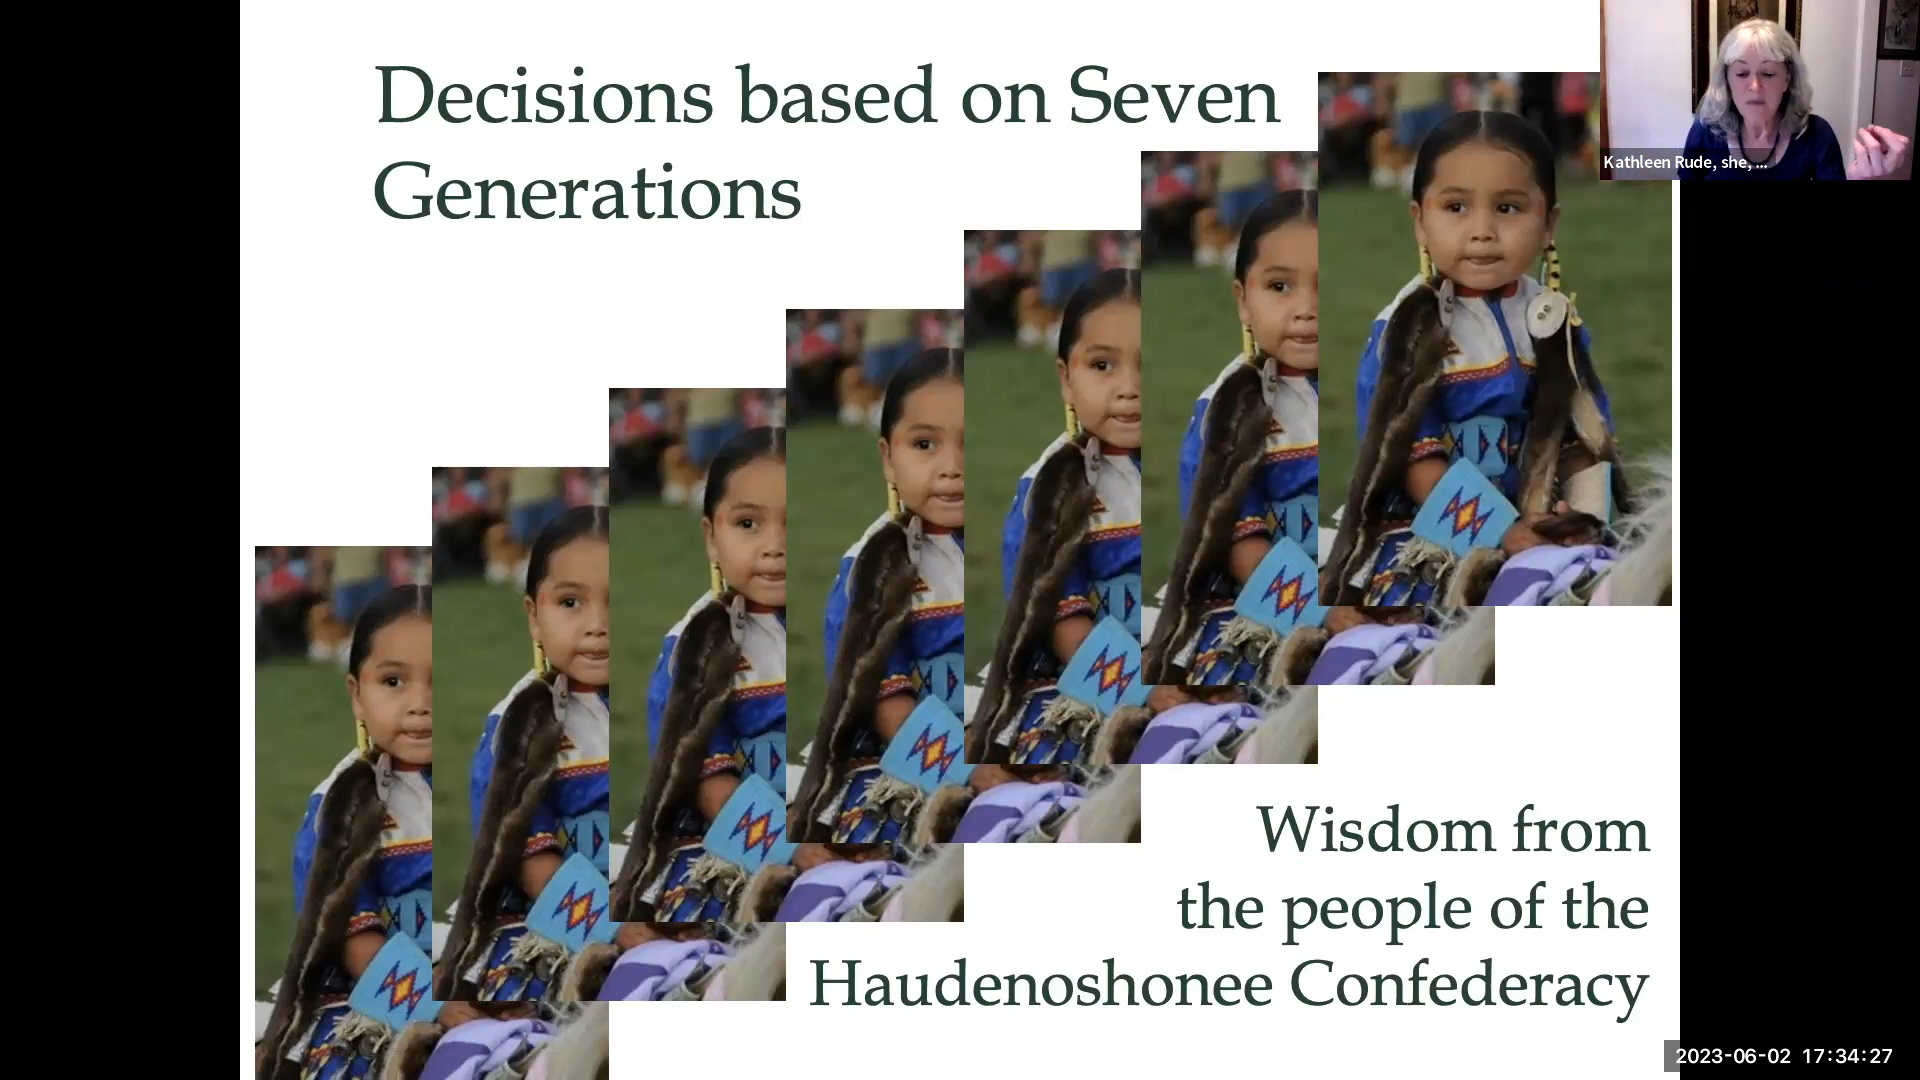 Decisions based on Seven
Generations
Kathleen Rude, she, ...
Wisdom from
the people of the
Haudenoshonee Confederacy
2023-06-02 17:34:27